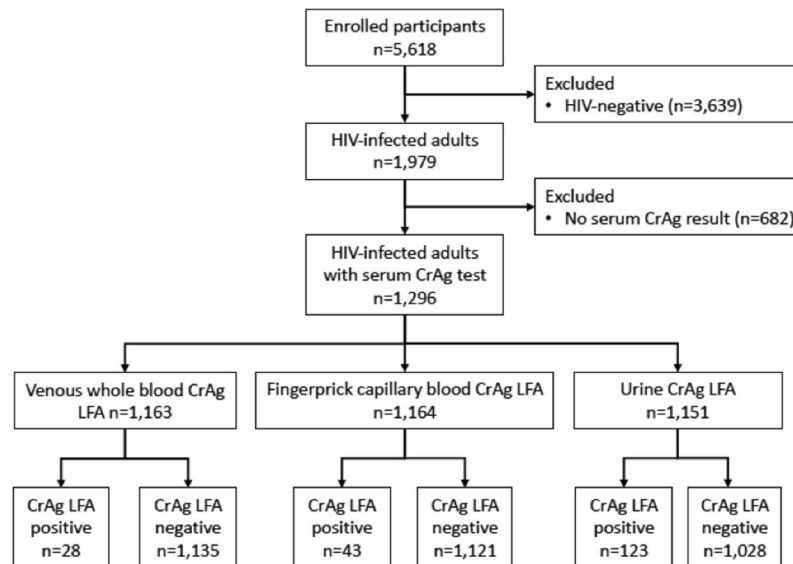 Enrolled participants
n=5,618
Excluded
• HIV-negative (n=3,639)
HIV-infected adults
n=1,979
Excluded
• No serum CrAg result (n=682)
HIV-infected adults
with serum CrAg test
n=1,296
Venous whole blood CrAg
LFA n=1,163
Fingerprick capillary blood CrAg LFA
n=1,164
Urine CrAg LFA
n=1,151
CrAg LFA
positive
n=28
CrAg LFA
negative
n=1,135
CrAg LFA
positive
n=43
CrAg LFA
negative
n=1,121
CrAg LFA
positive
n=123
CrAg LFA
negative
n=1,028